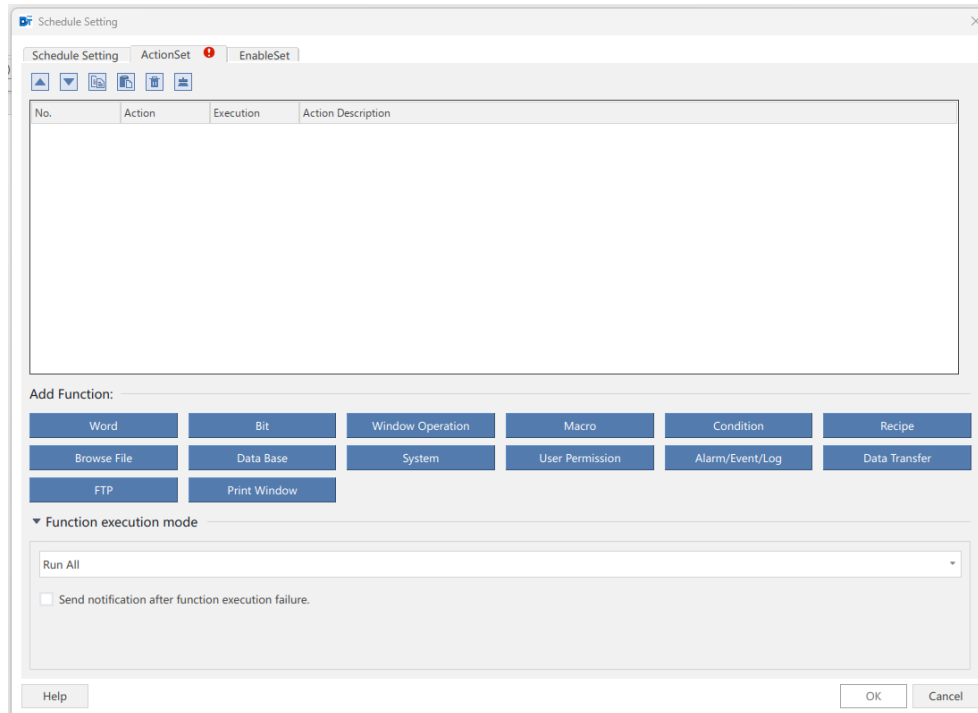 DT Schedule Setting
Schedule Setting ActionSet EnableSet
No. Action Execution Action Description
Add Function:
Word Bit Window Operation Macro Condition Recipe
Browse File Data Base System User Permission Alarm/Event/Log Data Transfer
FTP Print Window
Function execution mode
Run All
Send notification after function execution failure.
Help OK Cancel